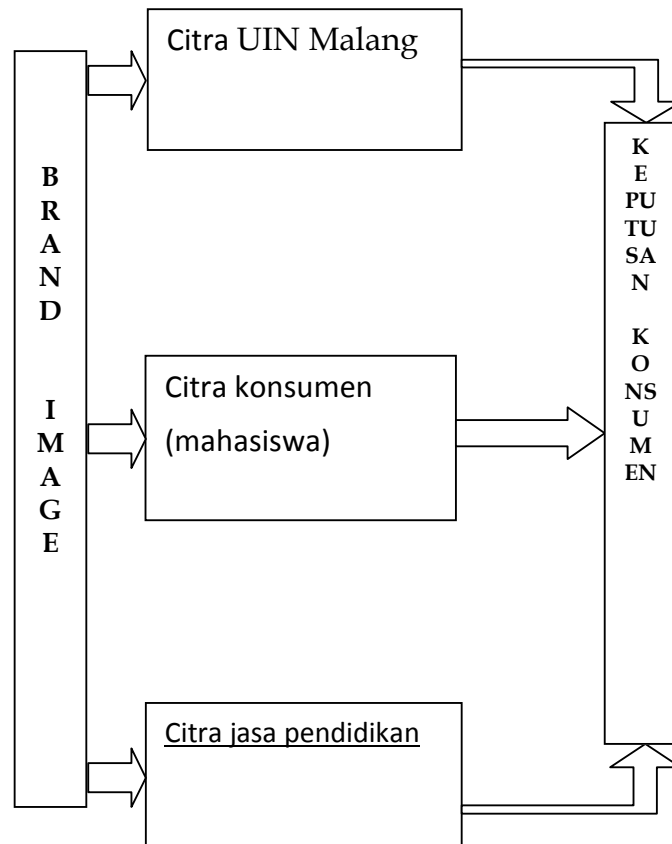 Citra UIN Malang
B
R
A
N
D
I
M
A
G
E
K
E
PU
TU
SA
N
K
O
NS
U
M
EN
Citra konsumen
(mahasiswa)
Citra jasa pendidikan